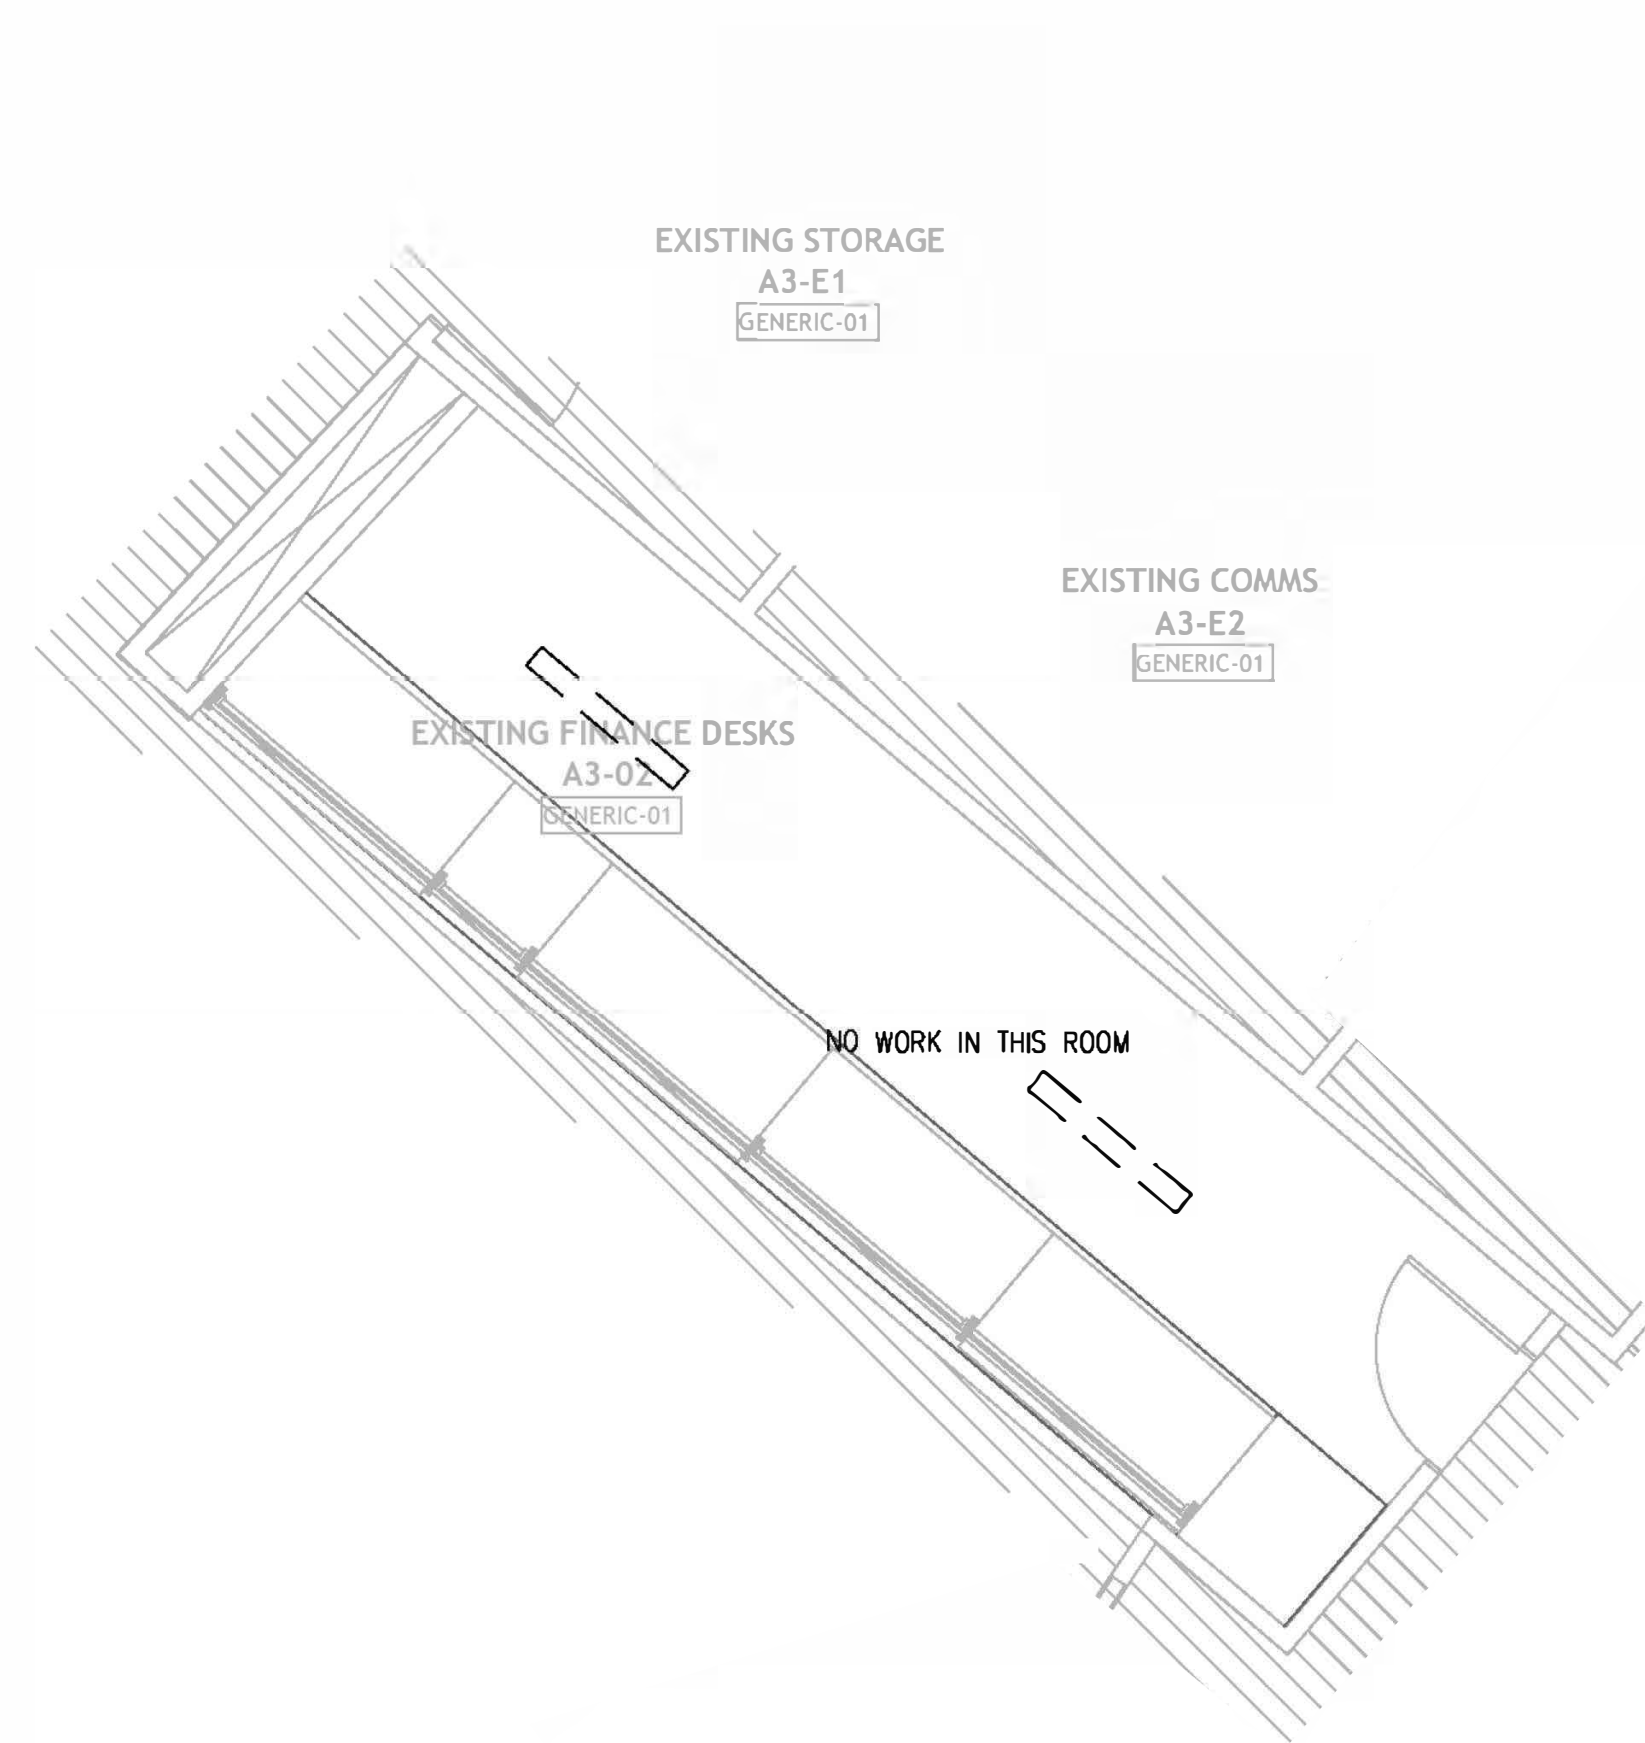 EXISTING STORAGE
A3-E1
GENERIC-01
EXISTING COMMS
A3-E2
GENERIC-01
EXISTING FINANCE DESKS
A3-02
GENERIC-01
NO WORK IN THIS ROOM